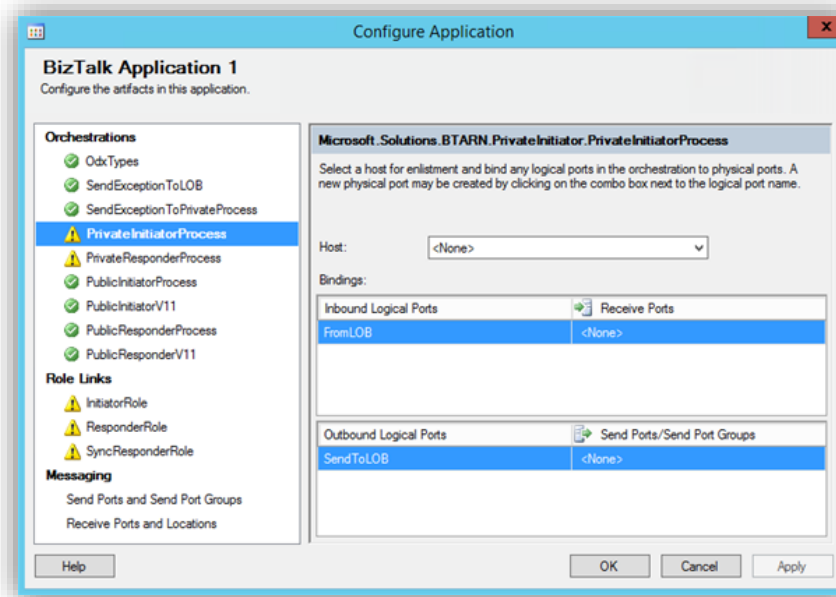 Configure Application
x
BizTalk Application 1
Configure the artifacts in this application.
Orchestrations
OdxTypes
SendExceptionToLOB
SendExceptionToPrivateProcess
PrivateInitiatorProcess
PrivateResponderProcess
PublicInitiatorProcess
PublicInitiatorV11
PublicResponderProcess
PublicResponderV11
Role Links
InitiatorRole
ResponderRole
SyncResponderRole
Messaging
Send Ports and Send Port Groups
Receive Ports and Locations
Microsoft.Solutions.BTARN.PrivateInitiator.PrivateInitiatorProcess
Select a host for enlistment and bind any logical ports in the orchestration to physical ports. A
new physical port may be created by clicking on the combo box next to the logical port name.
Host: <None>
Bindings:
Inbound Logical Ports Receive Ports
FromLOB <None>
Outbound Logical Ports Send Ports/Send Port Groups
SendToLOB <None>
Help OK Cancel Apply